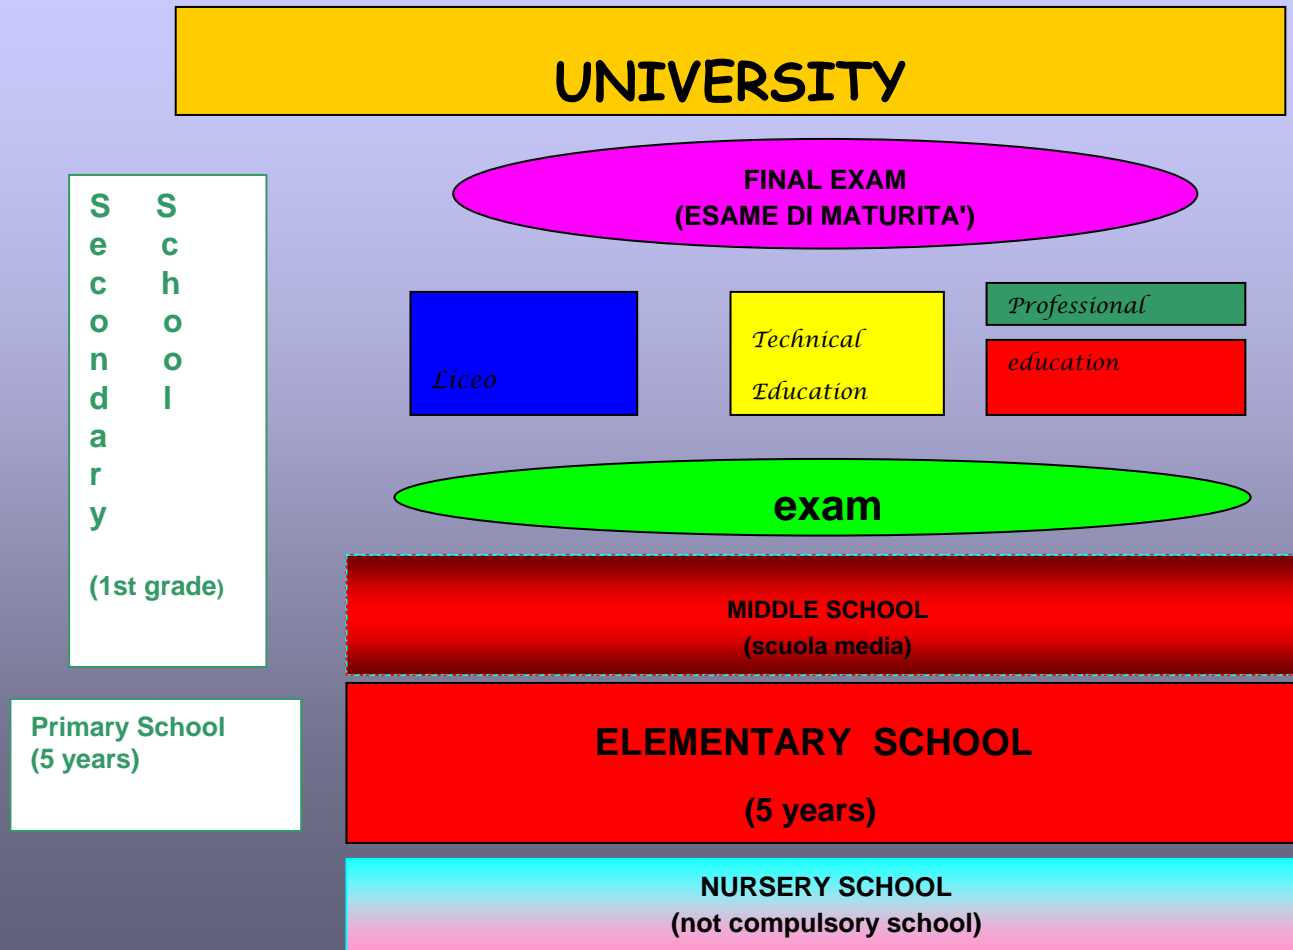 UNIVERSITY
FINAL EXAM
(ESAME DI MATURITA')
Secondary School
(1st grade)
Liceo
Technical
Education
Professional
education
exam
MIDDLE SCHOOL
(scuola media)
Primary School
(5 years)
ELEMENTARY SCHOOL
(5 years)
NURSERY SCHOOL
(not compulsory school)